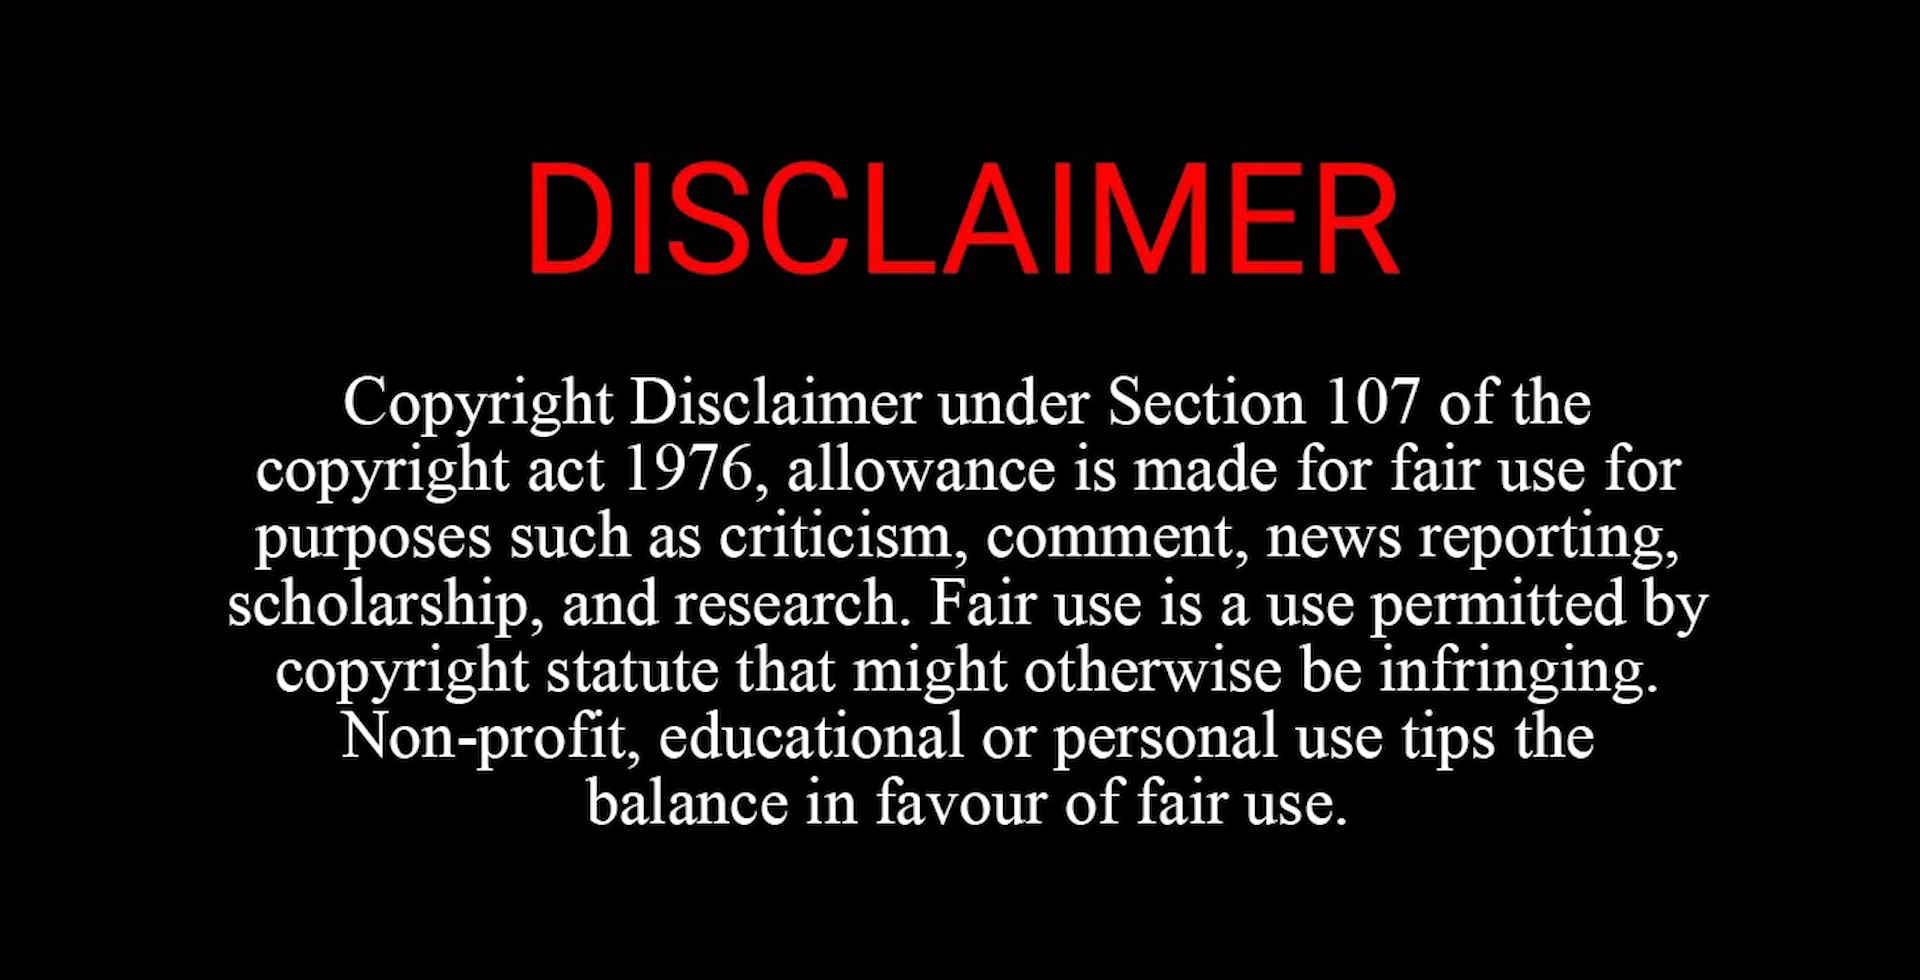 DISCLAIMER
Copyright Disclaimer under Section 107 of the
copyright act 1976, allowance is made for fair use for
purposes such as criticism, comment, news reporting,
scholarship, and research. Fair use is a use permitted by
copyright statute that might otherwise be infringing.
Non-profit, educational or personal use tips the
balance in favour of fair use.